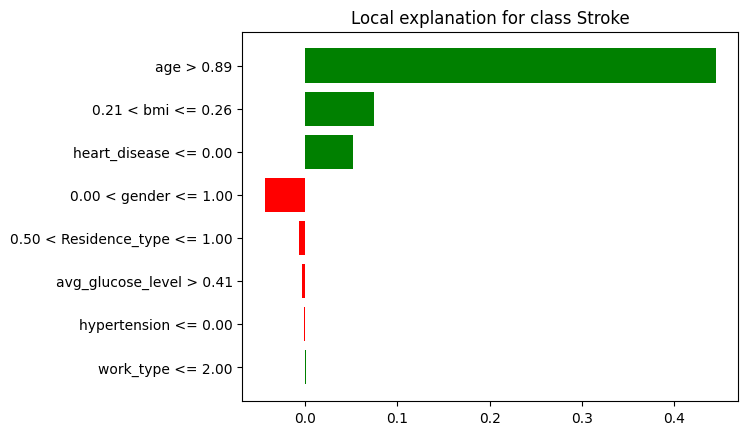 Local explanation for class Stroke
age > 0.89
0.21 < bmi <= 0.26
heart_disease <= 0.00
0.00 < gender <= 1.00
0.50 < Residence_type <= 1.00
avg_glucose_level > 0.41
hypertension <= 0.00
work_type <= 2.00
0.0 0.1 0.2 0.3 0.4